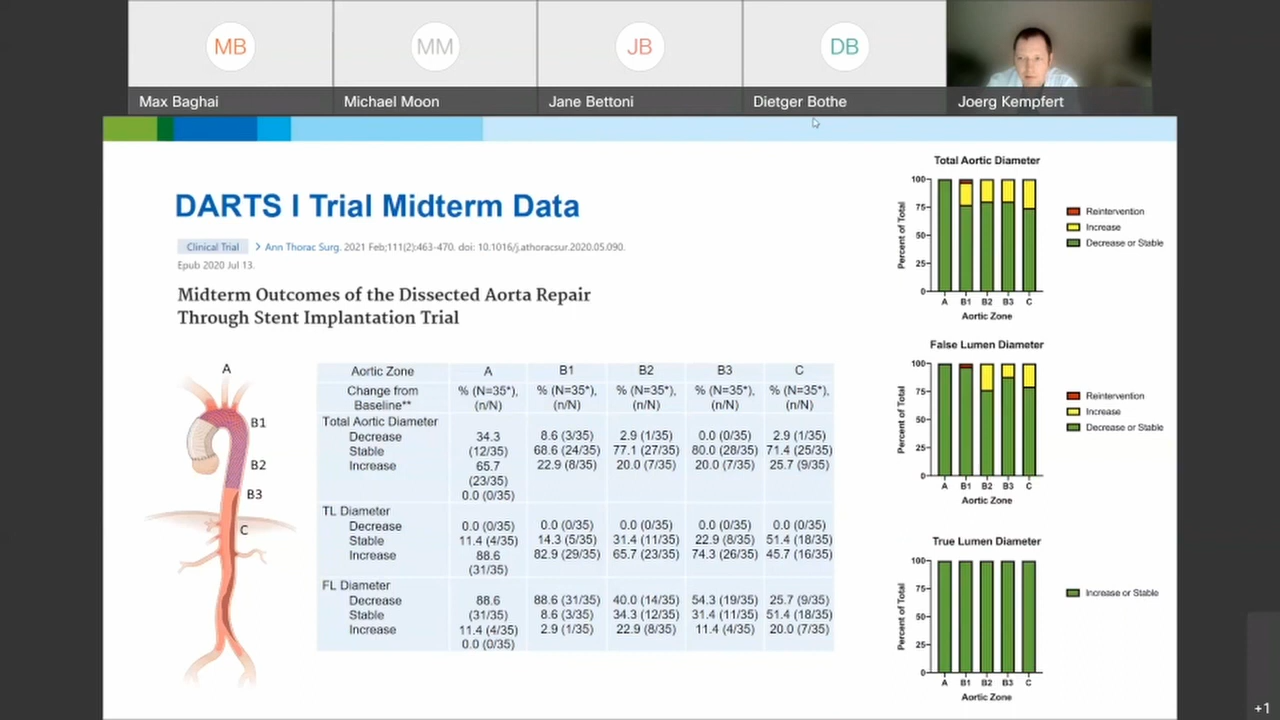 MB
MM
JB
DB
Max Baghai
Michael Moon
Jane Bettoni
Dietger Bothe
Joerg Kempfert
DARTS I Trial Midterm Data
Clinical Trial > Ann Thorac Surg. 2021 Feb;111(2):463-470. doi: 10.1016/j.athoracsur.2020.05.090.
Epub 2020 Jul 13.
Midterm Outcomes of the Dissected Aorta Repair
Through Stent Implantation Trial
A
B1
B2
B3
C
Aortic Zone A B1 B2 B3 C
Change from % (N=35*), % (N=35*), % (N=35*), % (N=35*), % (N=35*),
Baseline** (n/N) (n/N) (n/N) (n/N) (n/N)
Total Aortic Diameter
Decrease 34.3 8.6 (3/35) 2.9 (1/35) 0.0 (0/35) 2.9 (1/35)
Stable (12/35) 68.6 (24/35) 77.1 (27/35) 80.0 (28/35) 71.4 (25/35)
Increase 65.7 22.9 (8/35) 20.0 (7/35) 20.0 (7/35) 25.7 (9/35)
(23/35)
0.0 (0/35)
TL Diameter
Decrease 0.0 (0/35) 0.0 (0/35) 0.0 (0/35) 0.0 (0/35) 0.0 (0/35)
Stable 11.4 (4/35) 14.3 (5/35) 31.4 (11/35) 22.9 (8/35) 51.4 (18/35)
Increase 88.6 82.9 (29/35) 65.7 (23/35) 74.3 (26/35) 45.7 (16/35)
(31/35)
FL Diameter
Decrease 88.6 88.6 (31/35) 40.0 (14/35) 54.3 (19/35) 25.7 (9/35)
Stable (31/35) 8.6 (3/35) 34.3 (12/35) 31.4 (11/35) 51.4 (18/35)
Increase 11.4 (4/35) 2.9 (1/35) 22.9 (8/35) 11.4 (4/35) 20.0 (7/35)
0.0 (0/35)
Total Aortic Diameter
Percent of Total
100
75
50
25
0
A B1 B2 B3 C
Aortic Zone
Reintervention
Increase
Decrease or Stable
False Lumen Diameter
Percent of Total
100
75
50
25
0
A B1 B2 B3 C
Aortic Zone
Reintervention
Increase
Decrease or Stable
True Lumen Diameter
Percent of Total
100
75
50
25
0
A B1 B2 B3 C
Aortic Zone
Increase or Stable
+1